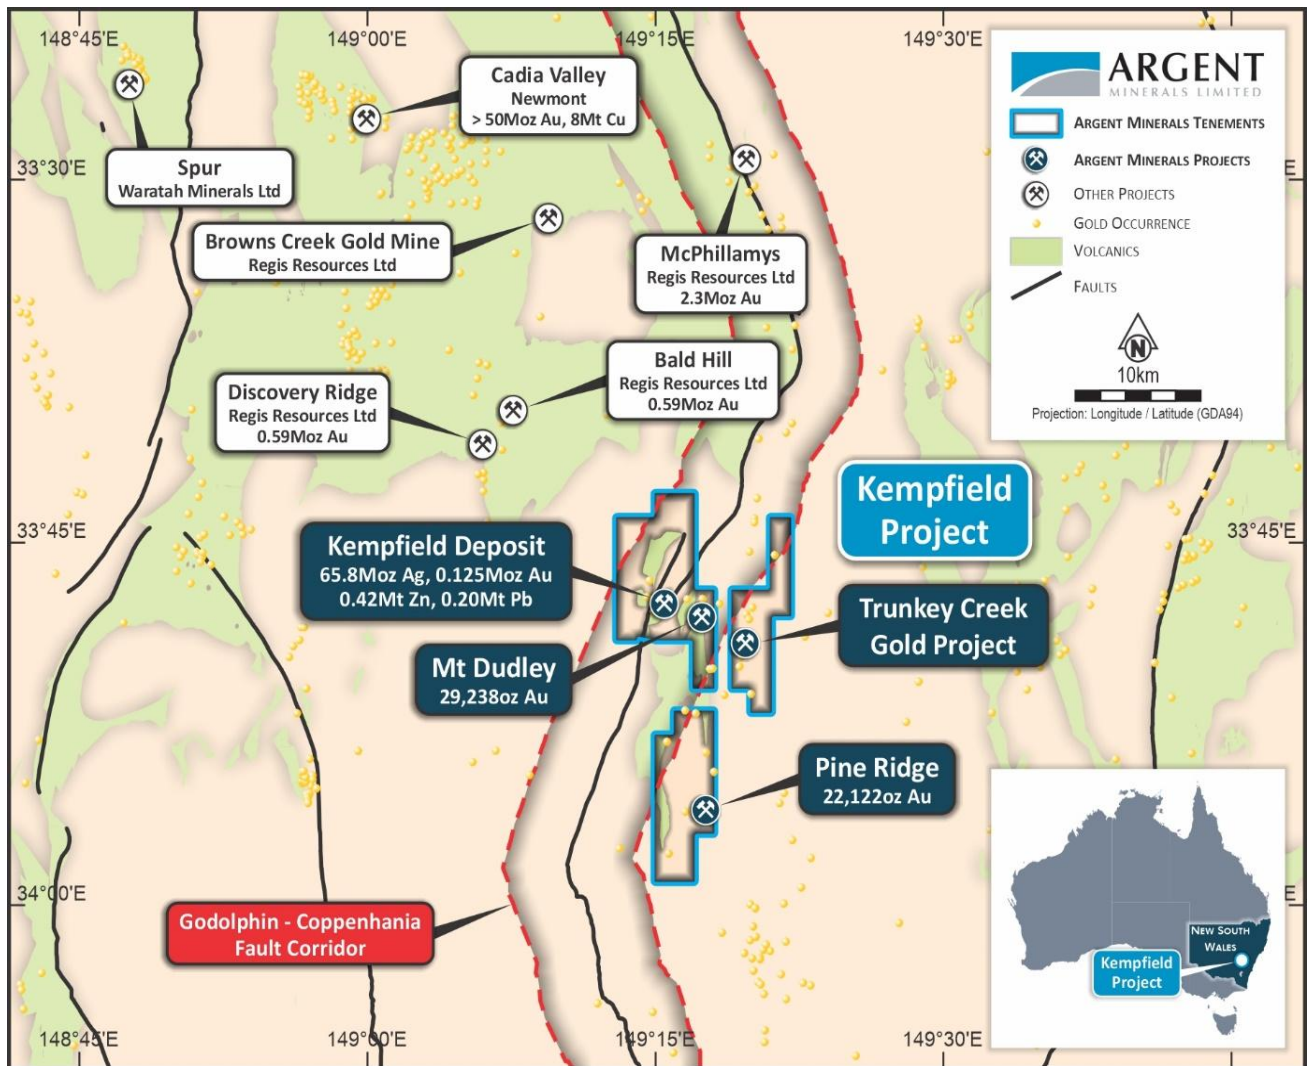 148°45'E
149°00'E
149°15'E
149°30'E
ARGENT
MINERALS LIMITED
ARGENT MINERALS TENEMENTS
ARGENT MINERALS PROJECTS
OTHER PROJECTS
GOLD OCCURRENCE
VOLCANICS
FAULTS
N
10km
Projection: Longitude / Latitude (GDA94)
Cadia Valley
Newmont
> 50Moz Au, 8Mt Cu
Spur
Waratah Minerals Ltd
33°30'E
Browns Creek Gold Mine
Regis Resources Ltd
McPhillamys
Regis Resources Ltd
2.3Moz Au
Bald Hill
Regis Resources Ltd
0.59Moz Au
Discovery Ridge
Regis Resources Ltd
0.59Moz Au
Kempfield
Project
33°45'E
33°45'E
Kempfield Deposit
65.8Moz Ag, 0.125Moz Au
0.42Mt Zn, 0.20Mt Pb
Trunkey Creek
Gold Project
Mt Dudley
29,238oz Au
Pine Ridge
22,122oz Au
34°00'E
E
Godolphin - Coppenhania
Fault Corridor
NEW SOUTH
WALES
Kempfield
Project
148°45'E
149°00'E
149°15'E
149°30'E